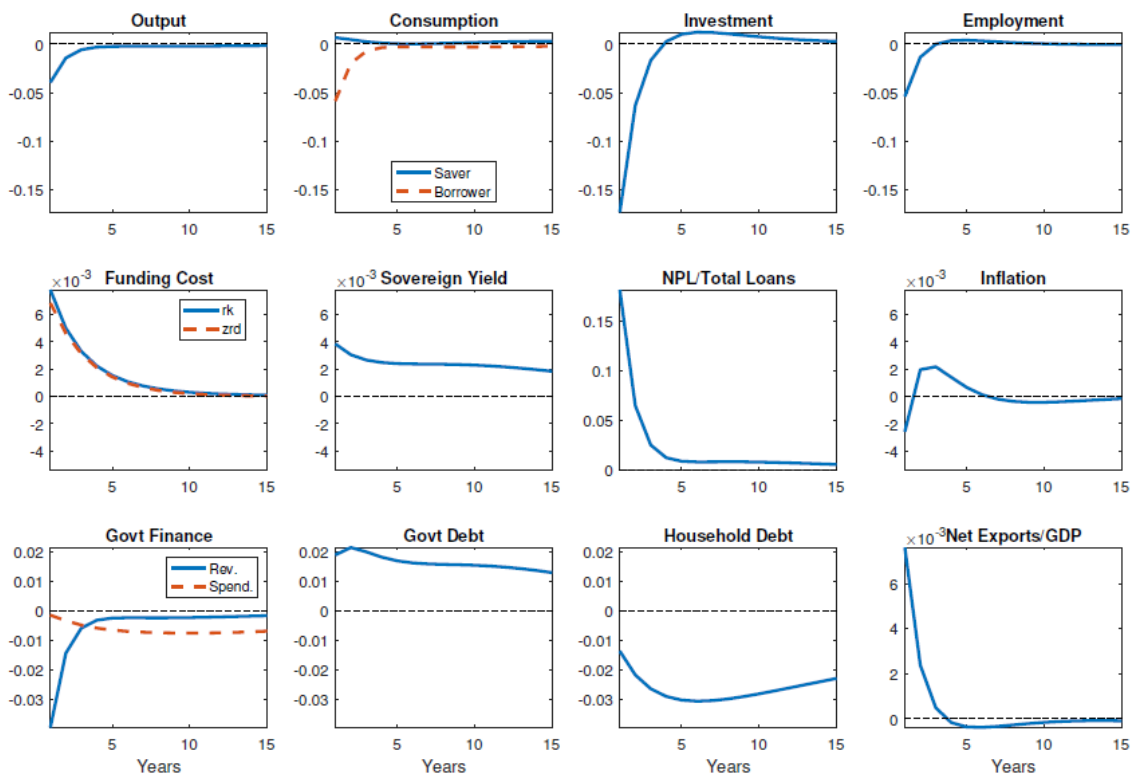 Output
0
-0.05
-0.1
-0.15
5 10 15
Consumption
0
-0.05
-0.1
-0.15
Saver
Borrower
5 10 15
Investment
0
-0.05
-0.1
-0.15
5 10 15
Employment
0
-0.05
-0.1
-0.15
5 10 15
×10-3 Funding Cost
6
4
2
0
-2
-4
rk
zrd
5 10 15
×10-3 Sovereign Yield
6
4
2
0
-2
-4
5 10 15
NPL/Total Loans
0.15
0.1
0.05
0
5 10 15
×10-3 Inflation
6
4
2
0
-2
-4
5 10 15
Govt Finance
0.02
0.01
0
-0.01
-0.02
-0.03
Rev.
Spend.
5 10 15
Years
Govt Debt
0.02
0.01
0
-0.01
-0.02
-0.03
5 10 15
Years
Household Debt
0.02
0.01
0
-0.01
-0.02
-0.03
5 10 15
Years
×10-3 Net Exports/GDP
6
4
2
0
5 10 15
Years